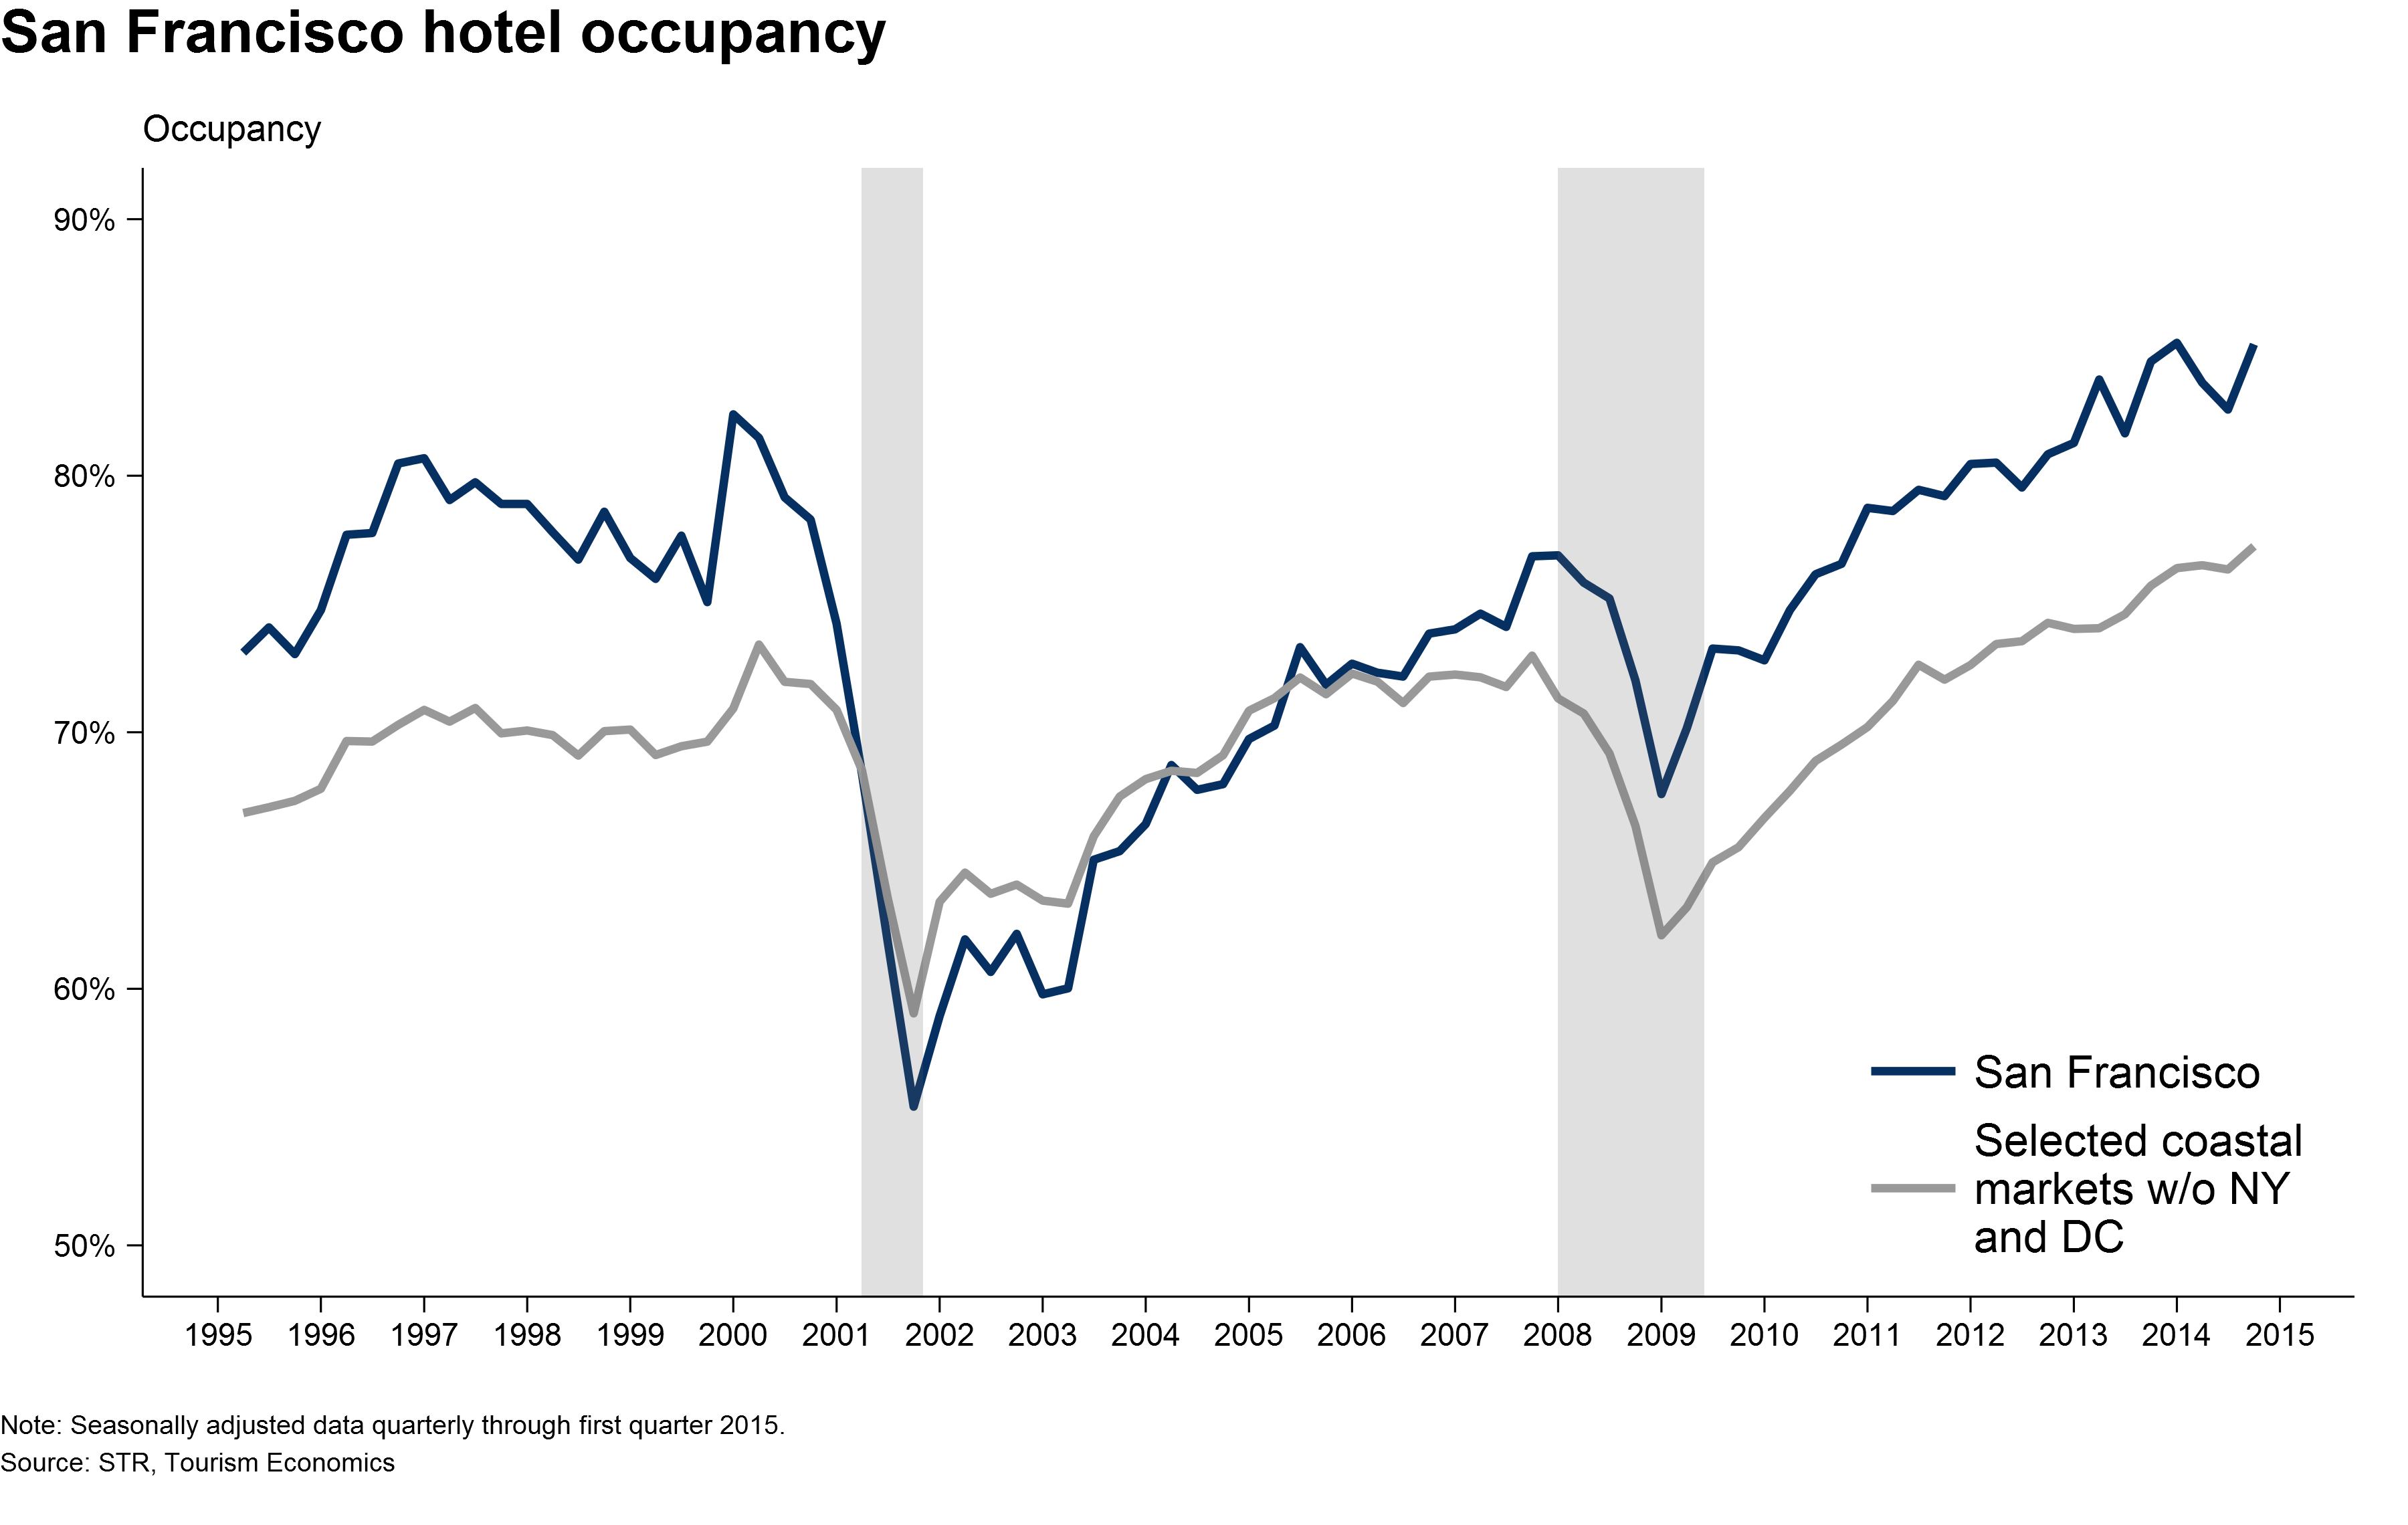 San Francisco hotel occupancy
Occupancy
90%
80%
70%
60%
50%
San Francisco
Selected coastal
markets w/o NY
and DC
1995 1996 1997 1998 1999 2000 2001 2002 2003 2004 2005 2006 2007 2008 2009 2010 2011 2012 2013 2014 2015
Note: Seasonally adjusted data quarterly through first quarter 2015.
Source: STR, Tourism Economics